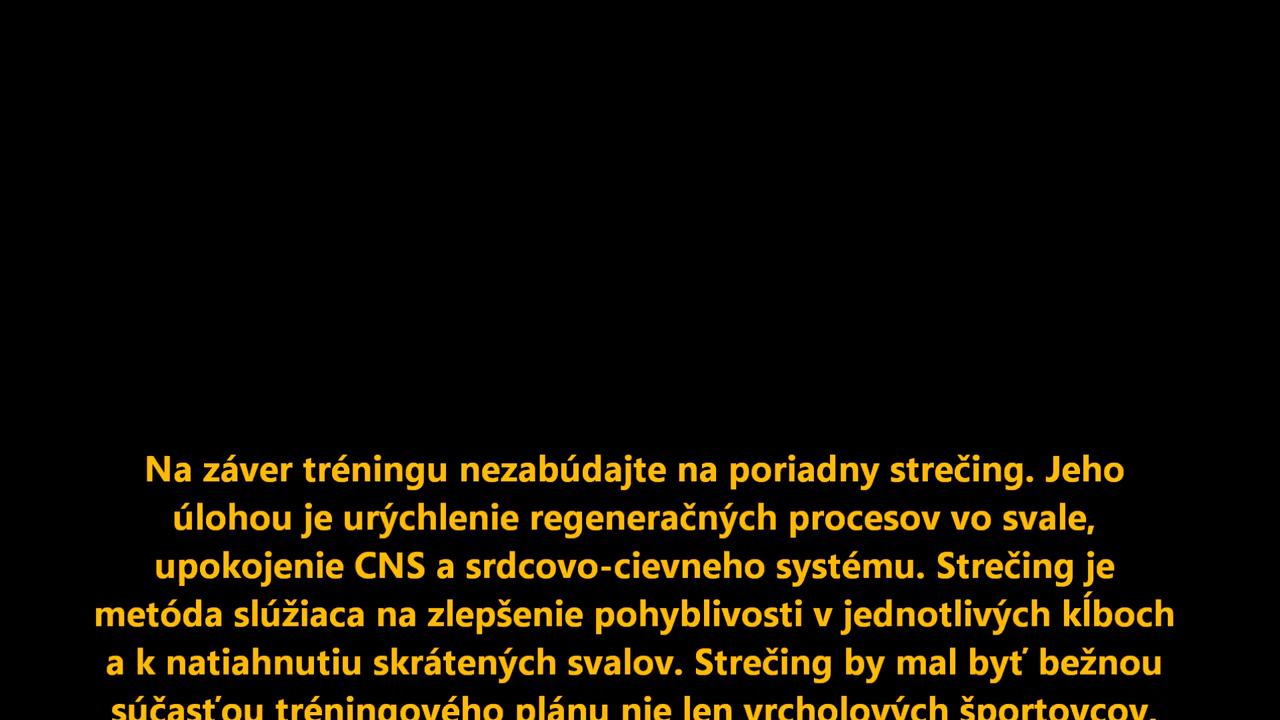 Na záver tréningu nezabúdajte na poriadny strečing. Jeho
úlohou je urýchlenie regeneračných procesov vo svale,
upokojenie CNS a srdcovo-cievneho systému. Strečing je
metóda slúžiaca na zlepšenie pohyblivosti v jednotlivých kĺboch
a k natiahnutiu skrátených svalov. Strečing by mal byť bežnou
súčasťou tréningového plánu nie len vrcholových športovcov,